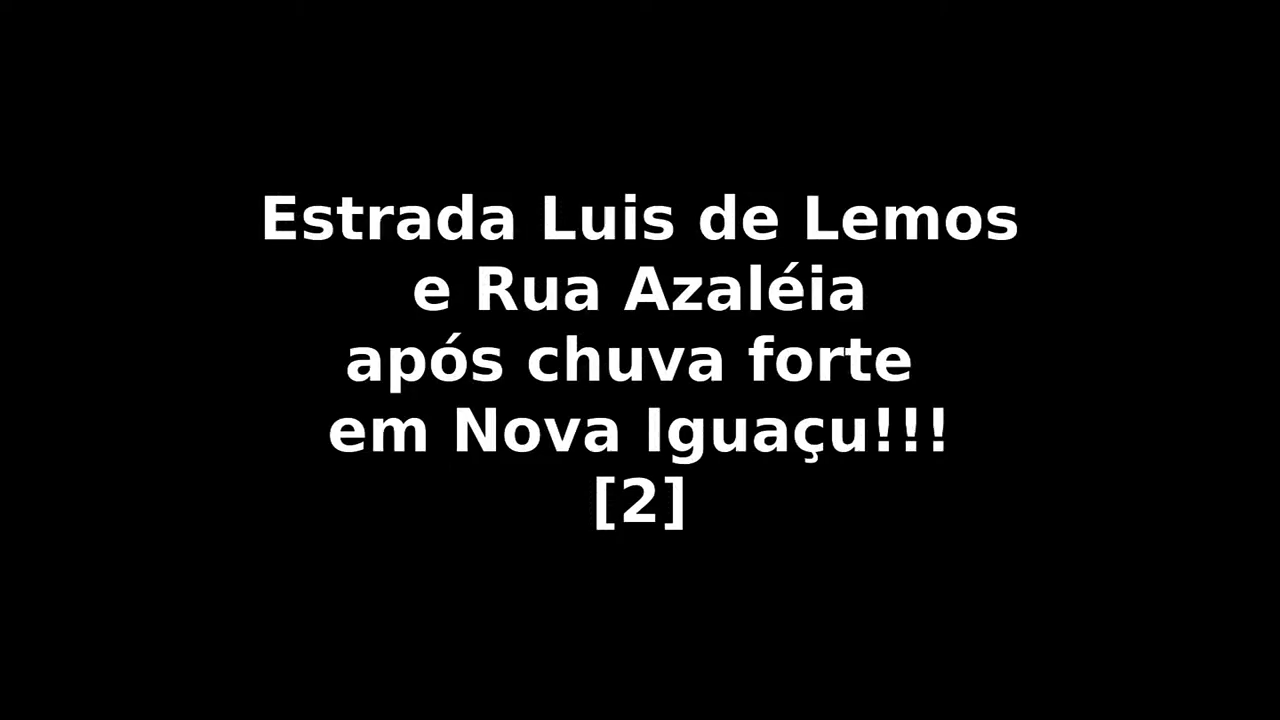 Estrada Luis de Lemos
e Rua Azaléia
após chuva forte
em Nova Iguaçu!!!
[2]